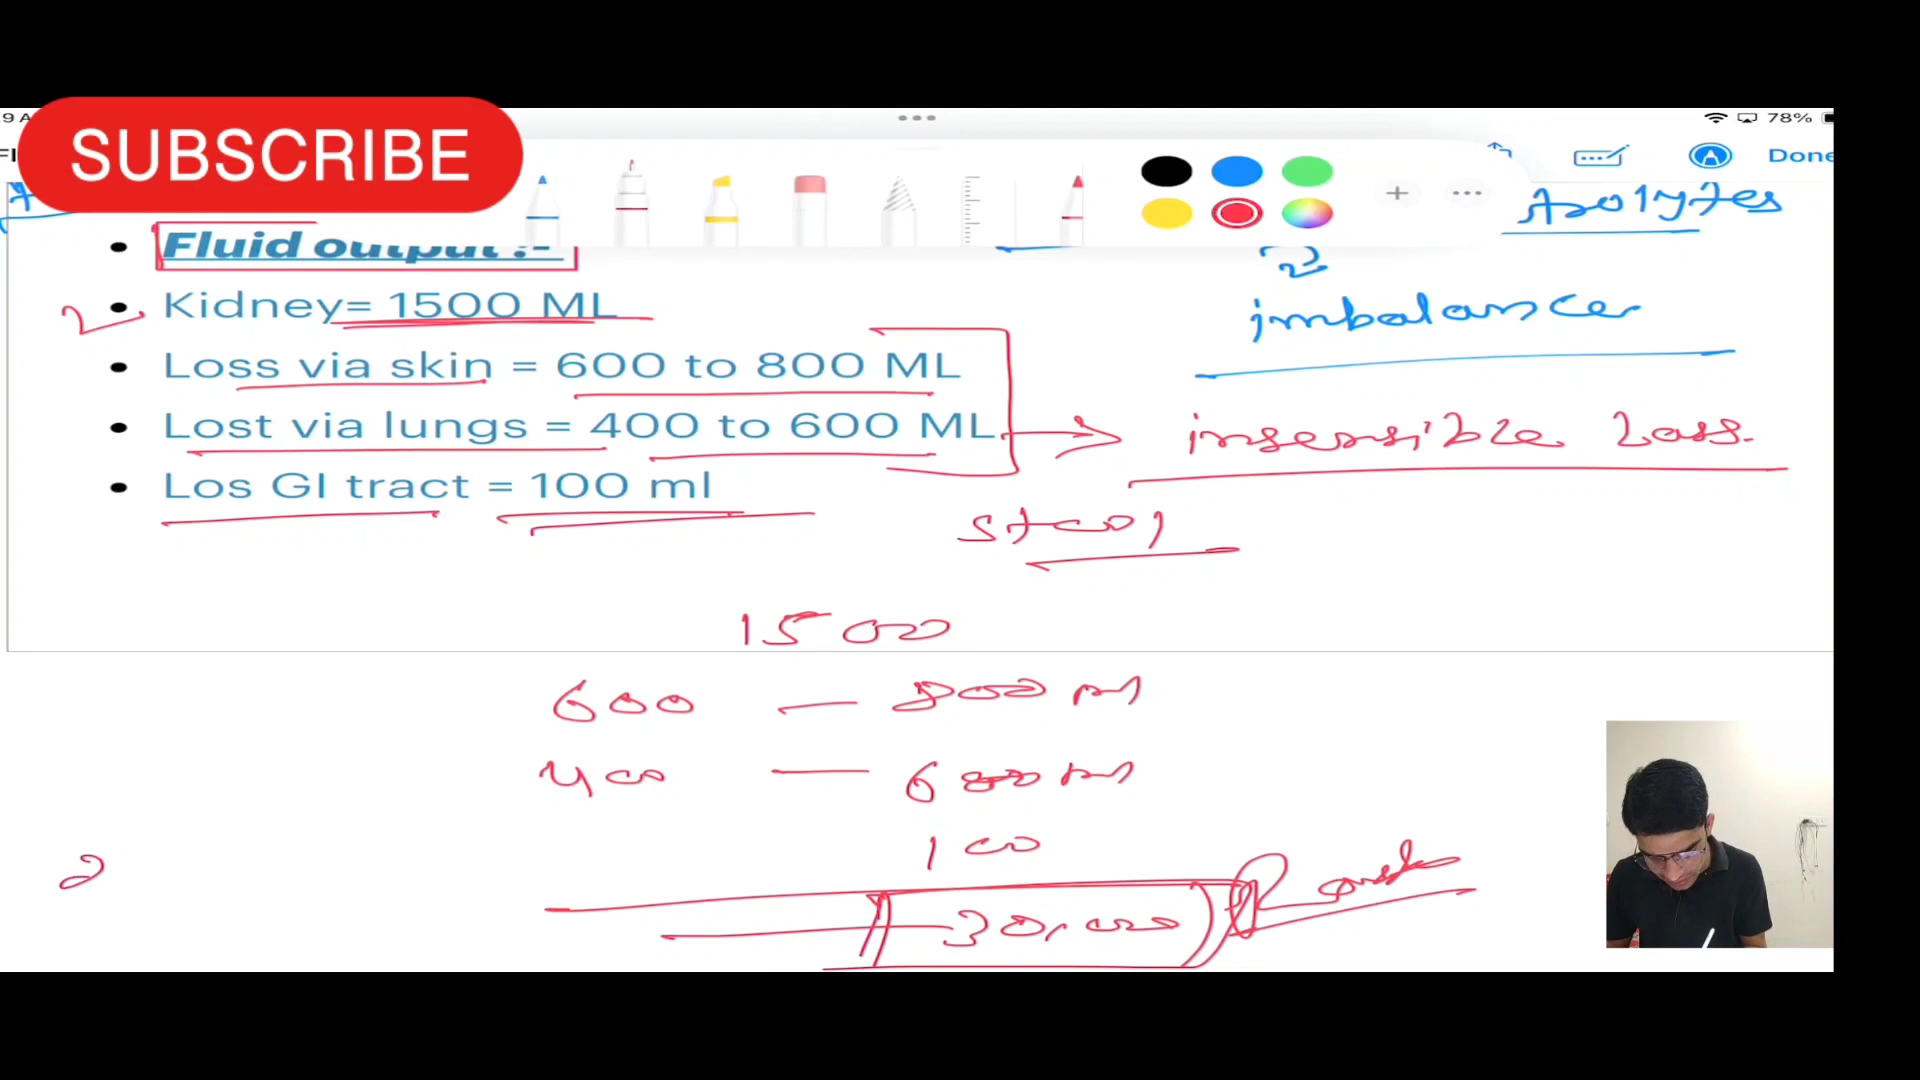 78%
SUBSCRIBE
Done
Fluid output :-
Kidney= 1500 ML
imbalances
Loss via skin = 600 to 800 ML
Lost via lungs = 400 to 600 ML
insensible Loss.
Los GI tract = 100 ml
stool
1500
600 — 800 ml
400 — 600 ml
100